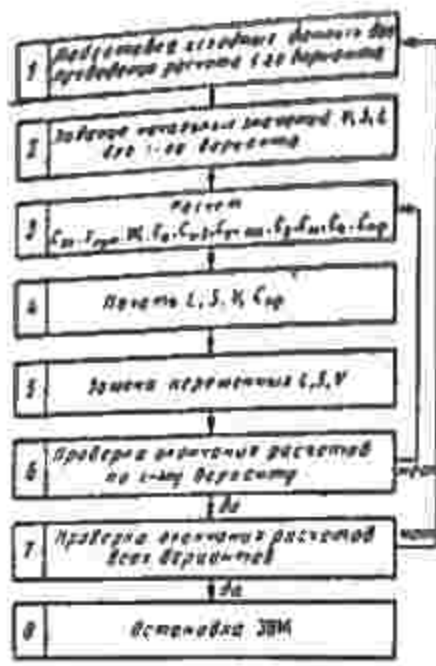 1 Подготовка исходных данных для
проведения расчета i-го варианта
2 Задание начальных значений V, S, L
для i-го варианта
3 Расчет
4 Печать L, S, V, Cпр
5 Замена переменных L, S, V
6 Проверка окончания расчетов
по i-му варианту
нет
да
7 Проверка окончания расчетов
всех вариантов
нет
да
8 Остановка ЭВМ